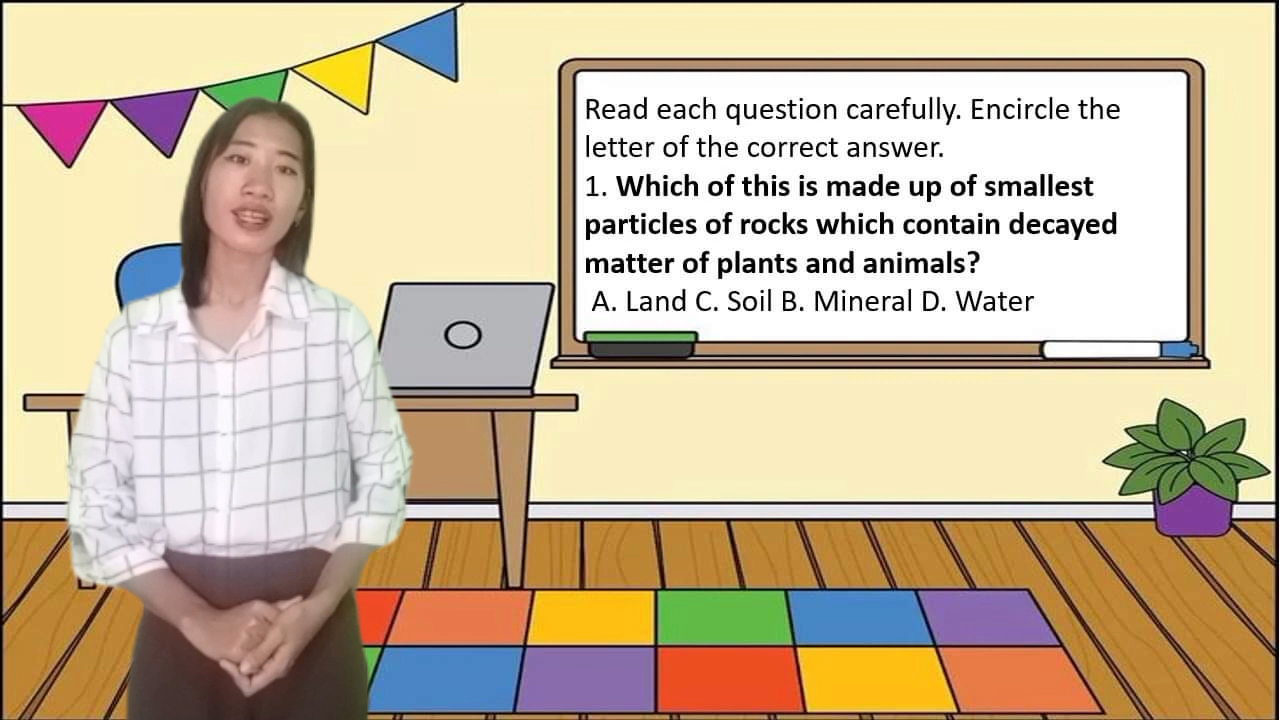 Read each question carefully. Encircle the
letter of the correct answer.
1. Which of this is made up of smallest
particles of rocks which contain decayed
matter of plants and animals?
A. Land C. Soil B. Mineral D. Water